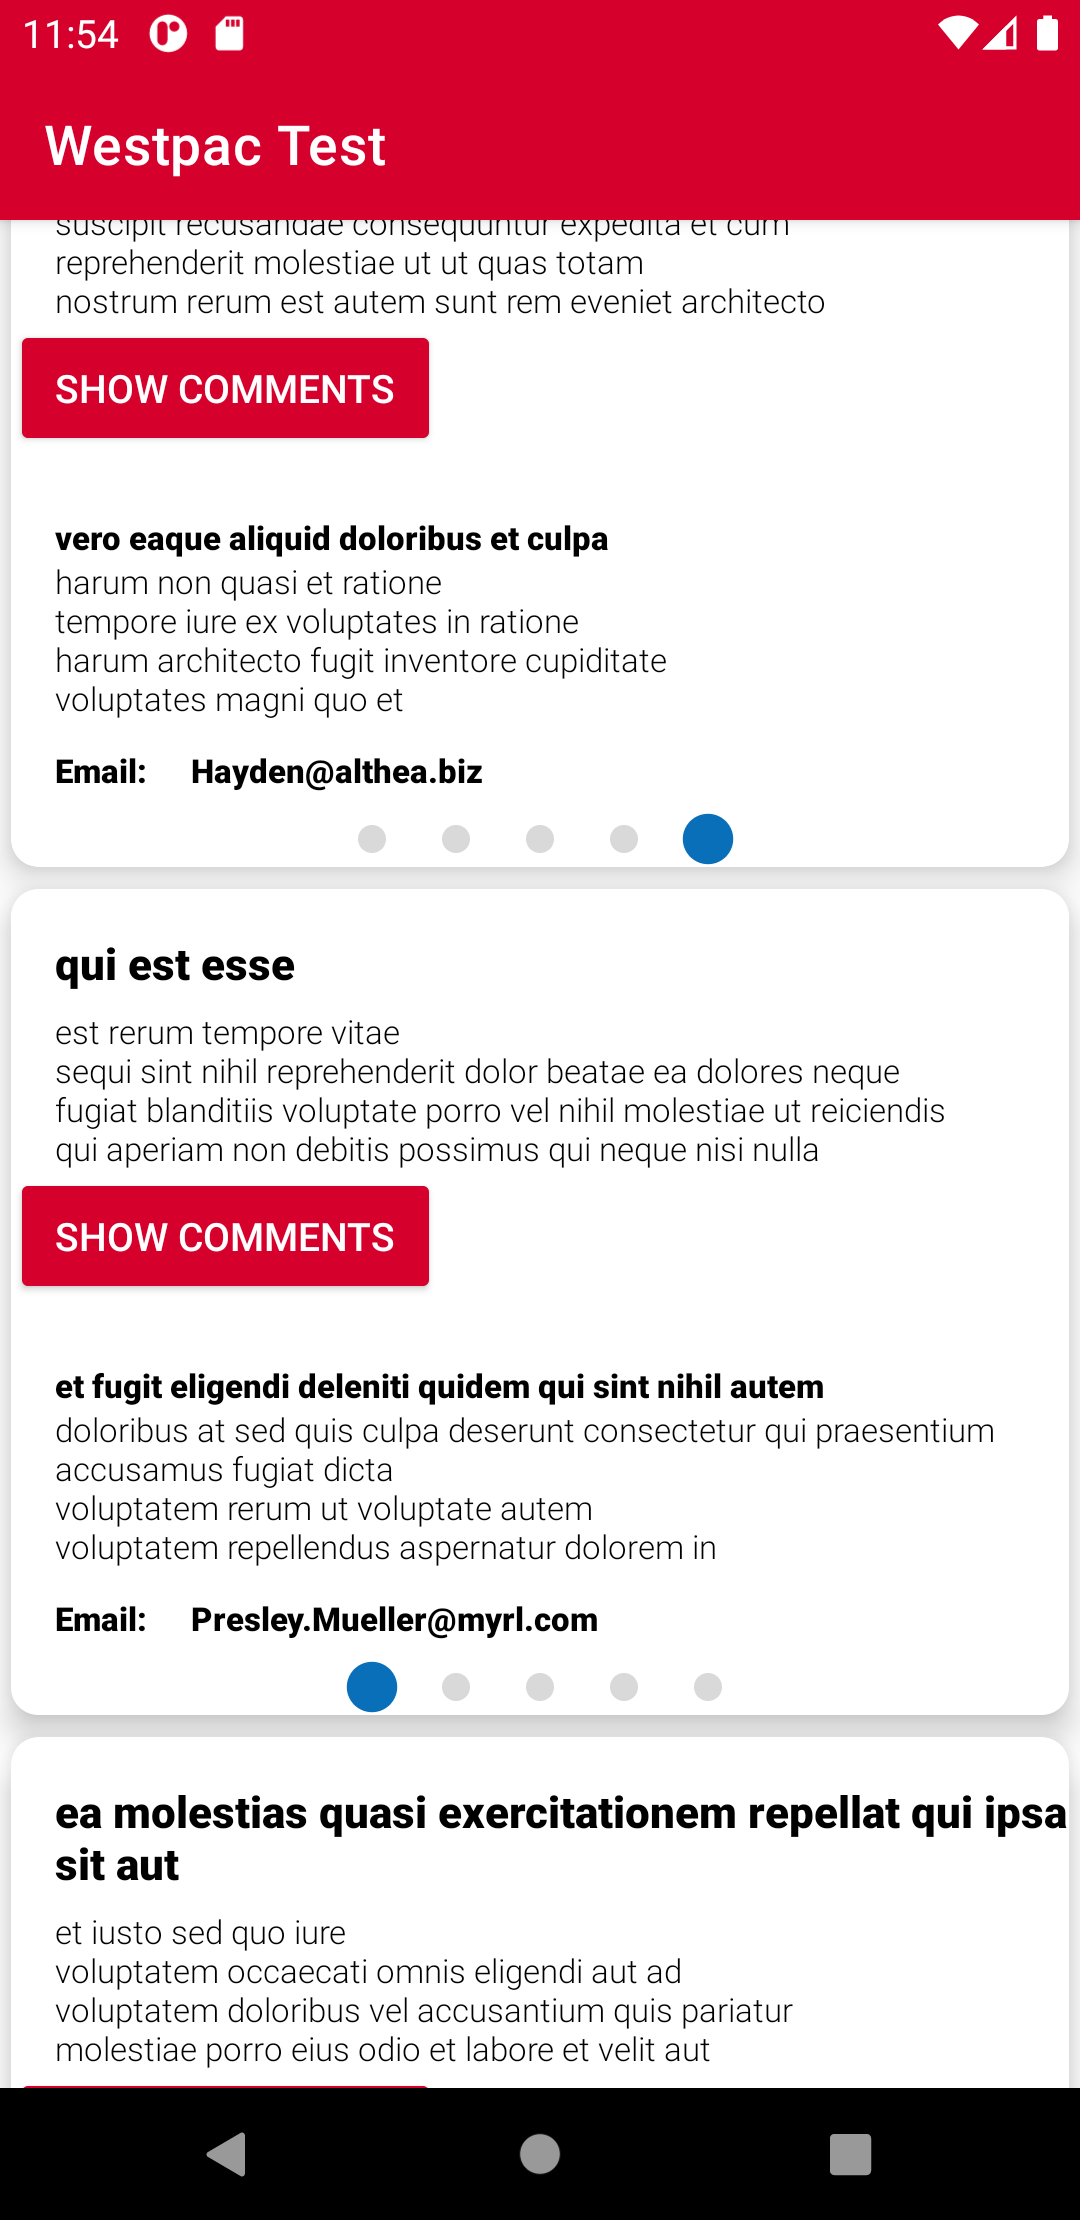 11:54
Westpac Test
suscipit recusandae consequuntur expedita et cum
reprehenderit molestiae ut ut quas totam
nostrum rerum est autem sunt rem eveniet architecto
SHOW COMMENTS
vero eaque aliquid doloribus et culpa
harum non quasi et ratione
tempore iure ex voluptates in ratione
harum architecto fugit inventore cupiditate
voluptates magni quo et
Email: Hayden@althea.biz
qui est esse
est rerum tempore vitae
sequi sint nihil reprehenderit dolor beatae ea dolores neque
fugiat blanditiis voluptate porro vel nihil molestiae ut reiciendis
qui aperiam non debitis possimus qui neque nisi nulla
SHOW COMMENTS
et fugit eligendi deleniti quidem qui sint nihil autem
doloribus at sed quis culpa deserunt consectetur qui praesentium
accusamus fugiat dicta
voluptatem rerum ut voluptate autem
voluptatem repellendus aspernatur dolorem in
Email: Presley.Mueller@myrl.com
ea molestias quasi exercitationem repellat qui ipsa
sit aut
et iusto sed quo iure
voluptatem occaecati omnis eligendi aut ad
voluptatem doloribus vel accusantium quis pariatur
molestiae porro eius odio et labore et velit aut